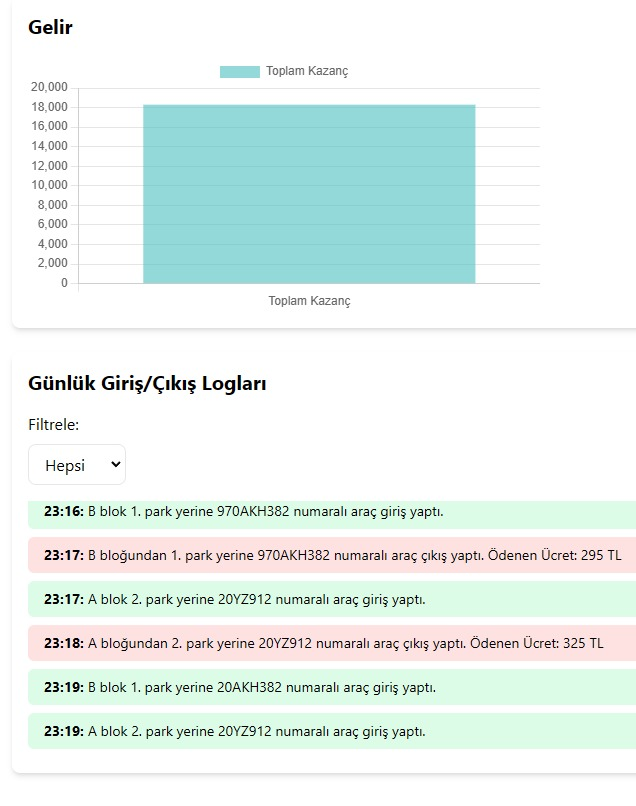 Gelir
Toplam Kazanç
20,000
18,000
16,000
14,000
12,000
10,000
8,000
6,000
4,000
2,000
0
Toplam Kazanç
Günlük Giriş/Çıkış Logları
Filtrele:
Hepsi
23:16: B blok 1. park yerine 970AKH382 numaralı araç giriş yaptı.
23:17: B bloğundan 1. park yerine 970AKH382 numaralı araç çıkış yaptı. Ödenen Ücret: 295 TL
23:17: A blok 2. park yerine 20YZ912 numaralı araç giriş yaptı.
23:18: A bloğundan 2. park yerine 20YZ912 numaralı araç çıkış yaptı. Ödenen Ücret: 325 TL
23:19: B blok 1. park yerine 20AKH382 numaralı araç giriş yaptı.
23:19: A blok 2. park yerine 20YZ912 numaralı araç giriş yaptı.